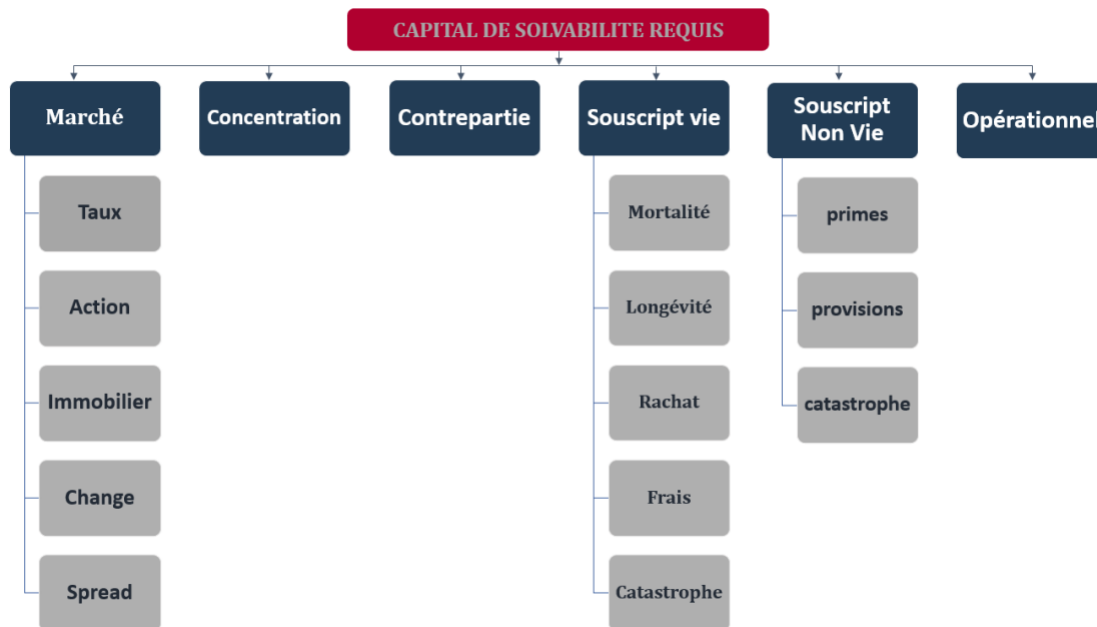 CAPITAL DE SOLVABILITE REQUIS
Marché
Concentration
Contrepartie
Souscript vie
Souscript
Non Vie
Opérationnel
Taux
Action
Immobilier
Change
Spread
Mortalité
Longévité
Rachat
Frais
Catastrophe
primes
provisions
catastrophe